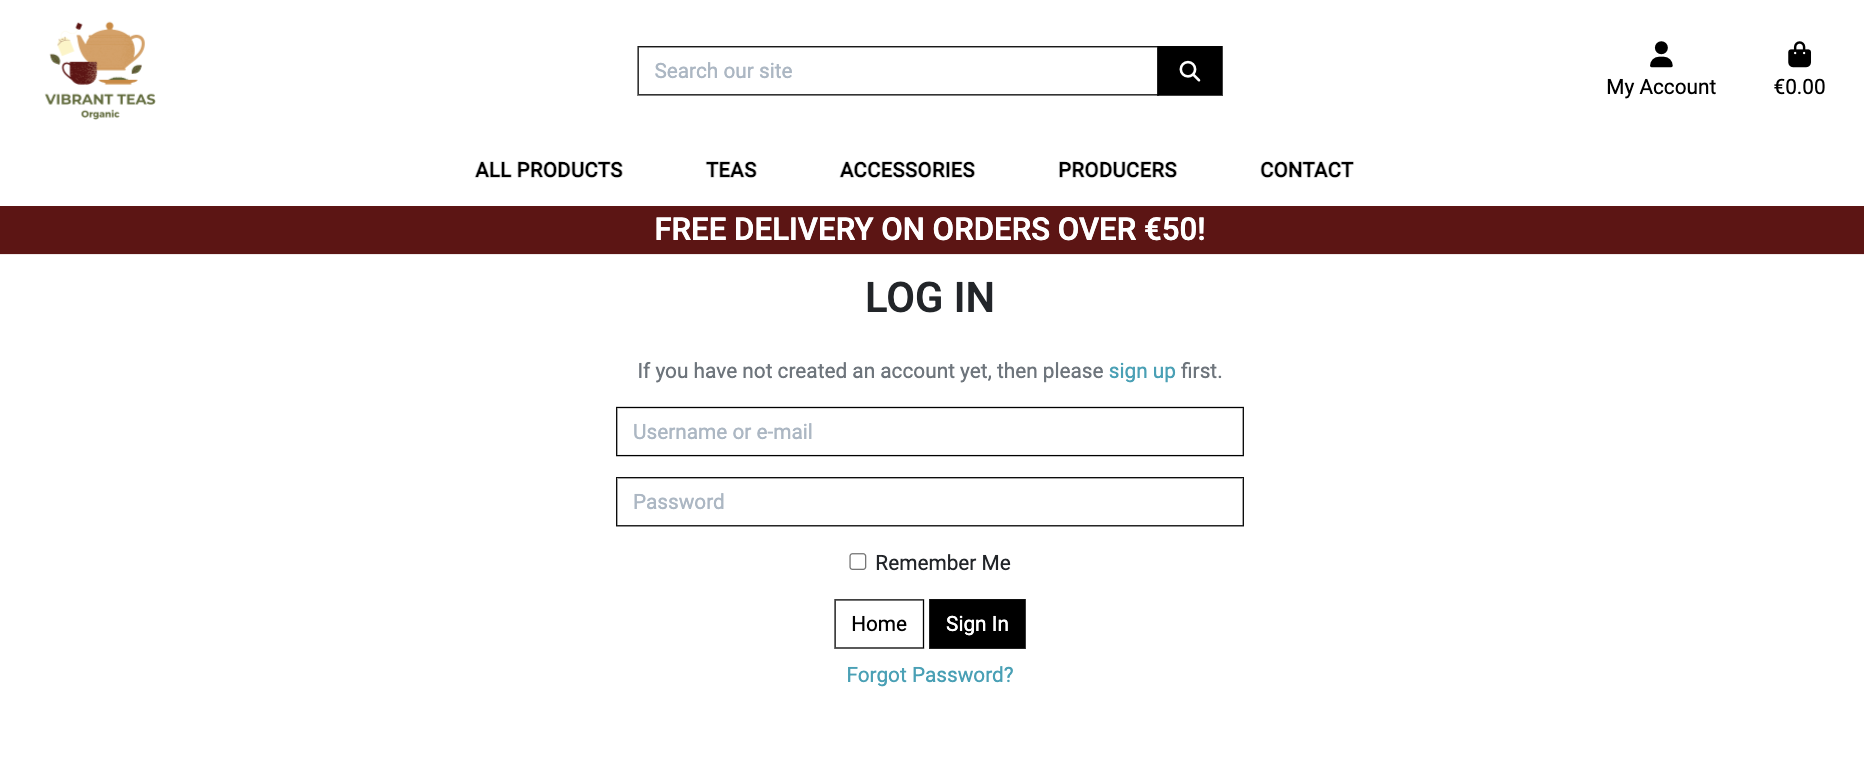 VIBRANT TEAS
Organic
Search our site
My Account
€0.00
ALL PRODUCTS TEAS ACCESSORIES PRODUCERS CONTACT
FREE DELIVERY ON ORDERS OVER €50!
LOG IN
If you have not created an account yet, then please sign up first.
Username or e-mail
Password
Remember Me
Home Sign In
Forgot Password?